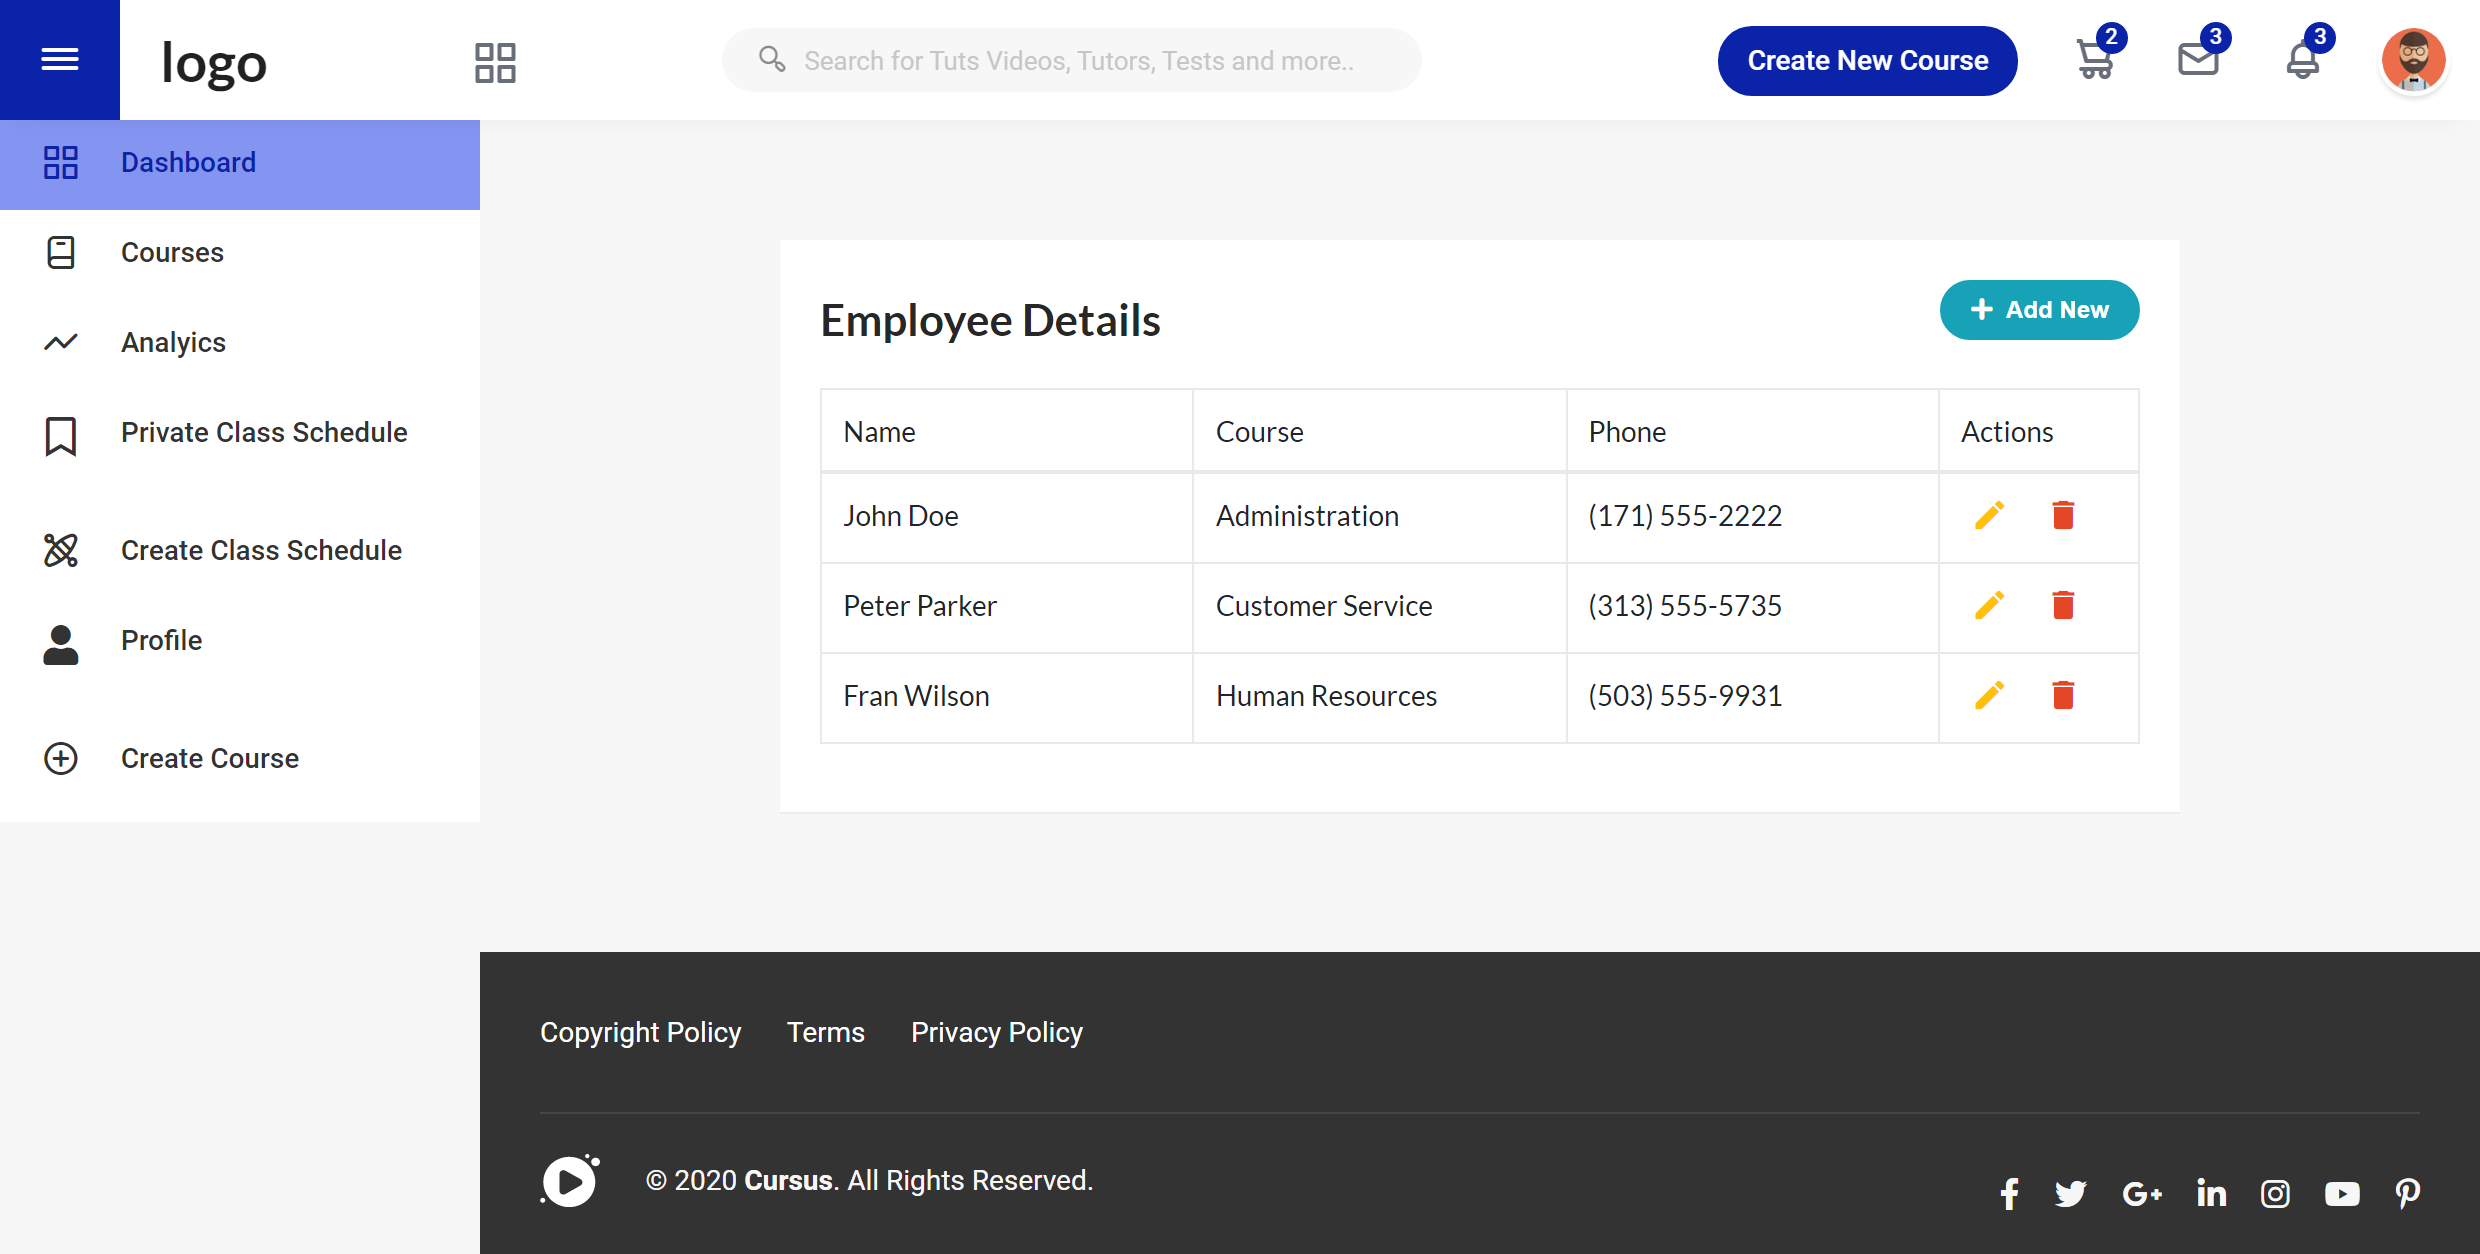 logo
Search for Tuts Videos, Tutors, Tests and more..
Create New Course
2
3
3
Dashboard
Courses
Analyics
Private Class Schedule
Create Class Schedule
Profile
Create Course
Employee Details
Add New
Name Course Phone Actions
John Doe Administration (171) 555-2222
Peter Parker Customer Service (313) 555-5735
Fran Wilson Human Resources (503) 555-9931
Copyright Policy Terms Privacy Policy
© 2020 Cursus. All Rights Reserved.